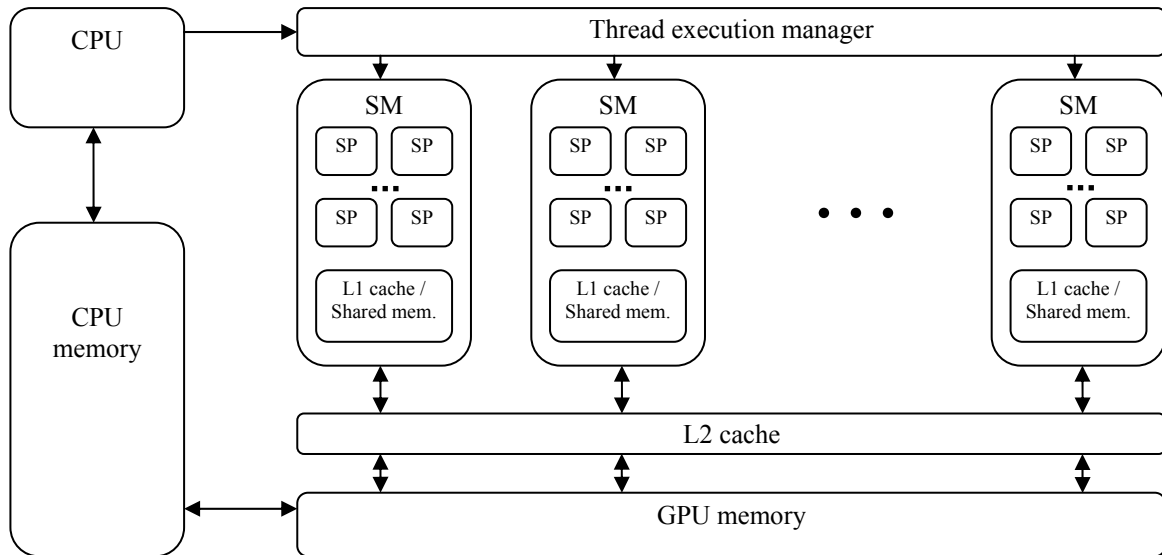 CPU
Thread execution manager
SM
SM
SM
SP SP
SP SP
SP SP
...
...
...
SP SP
SP SP
SP SP
• • •
L1 cache /
Shared mem.
L1 cache /
Shared mem.
L1 cache /
Shared mem.
CPU
memory
L2 cache
GPU memory